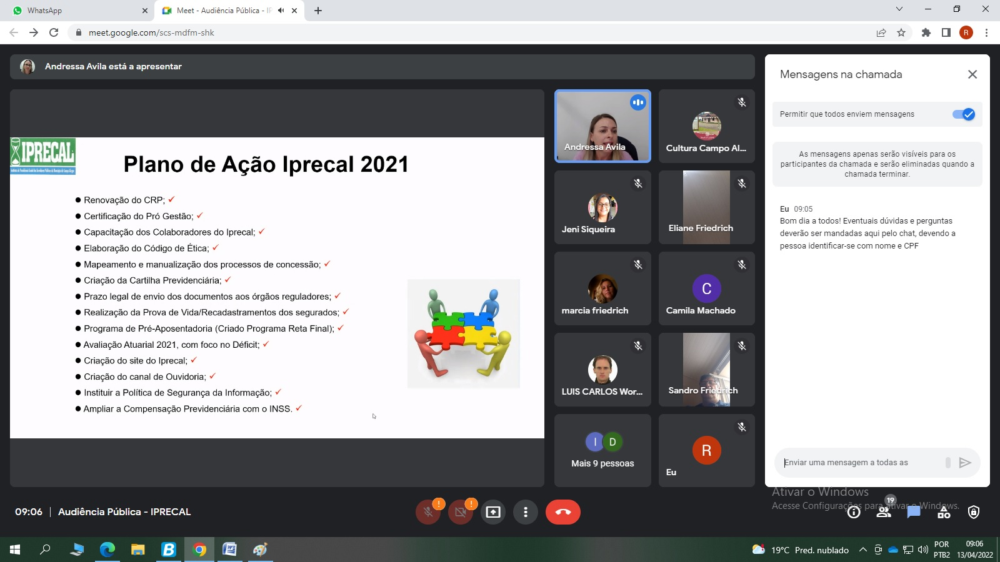 WhatsApp
Meet - Audiência Pública - IP
meet.google.com/scs-mdfm-shk
R
Andressa Avila está a apresentar
IPRECAL
Plano de Ação Iprecal 2021
Renovação do CRP; ✓
Certificação do Pró Gestão; ✓
Capacitação dos Colaboradores do Iprecal; ✓
Elaboração do Código de Ética; ✓
Mapeamento e manualização dos processos de concessão; ✓
Criação da Cartilha Previdenciária; ✓
Prazo legal de envio dos documentos aos órgãos reguladores; ✓
Realização da Prova de Vida/Recadastramentos dos segurados; ✓
Programa de Pré-Aposentadoria (Criado Programa Reta Final); ✓
Avaliação Atuarial 2021, com foco no Déficit; ✓
Criação do site do Iprecal; ✓
Criação do canal de Ouvidoria; ✓
Instituir a Política de Segurança da Informação; ✓
Ampliar a Compensação Previdenciária com o INSS. ✓
Andressa Avila
Cultura Campo Al...
Jeni Siqueira
Eliane Friedrich
marcia friedrich
C
Camila Machado
LUIS CARLOS Wor...
Sandro Friedrich
I D
Mais 9 pessoas
R
Eu
Mensagens na chamada
Permitir que todos enviem mensagens
As mensagens apenas serão visíveis para os
participantes da chamada e serão eliminadas quando a
chamada terminar.
Eu 09:05
Bom dia a todos! Eventuais dúvidas e perguntas
deverão ser mandadas aqui pelo chat, devendo a
pessoa identificar-se com nome e CPF
Enviar uma mensagem a todas as
Ativar o Windows
Acesse Configurações para ativar o Windows.
09:06 | Audiência Pública - IPRECAL
19
19°C Pred. nublado
POR
PTB2
09:06
13/04/2022